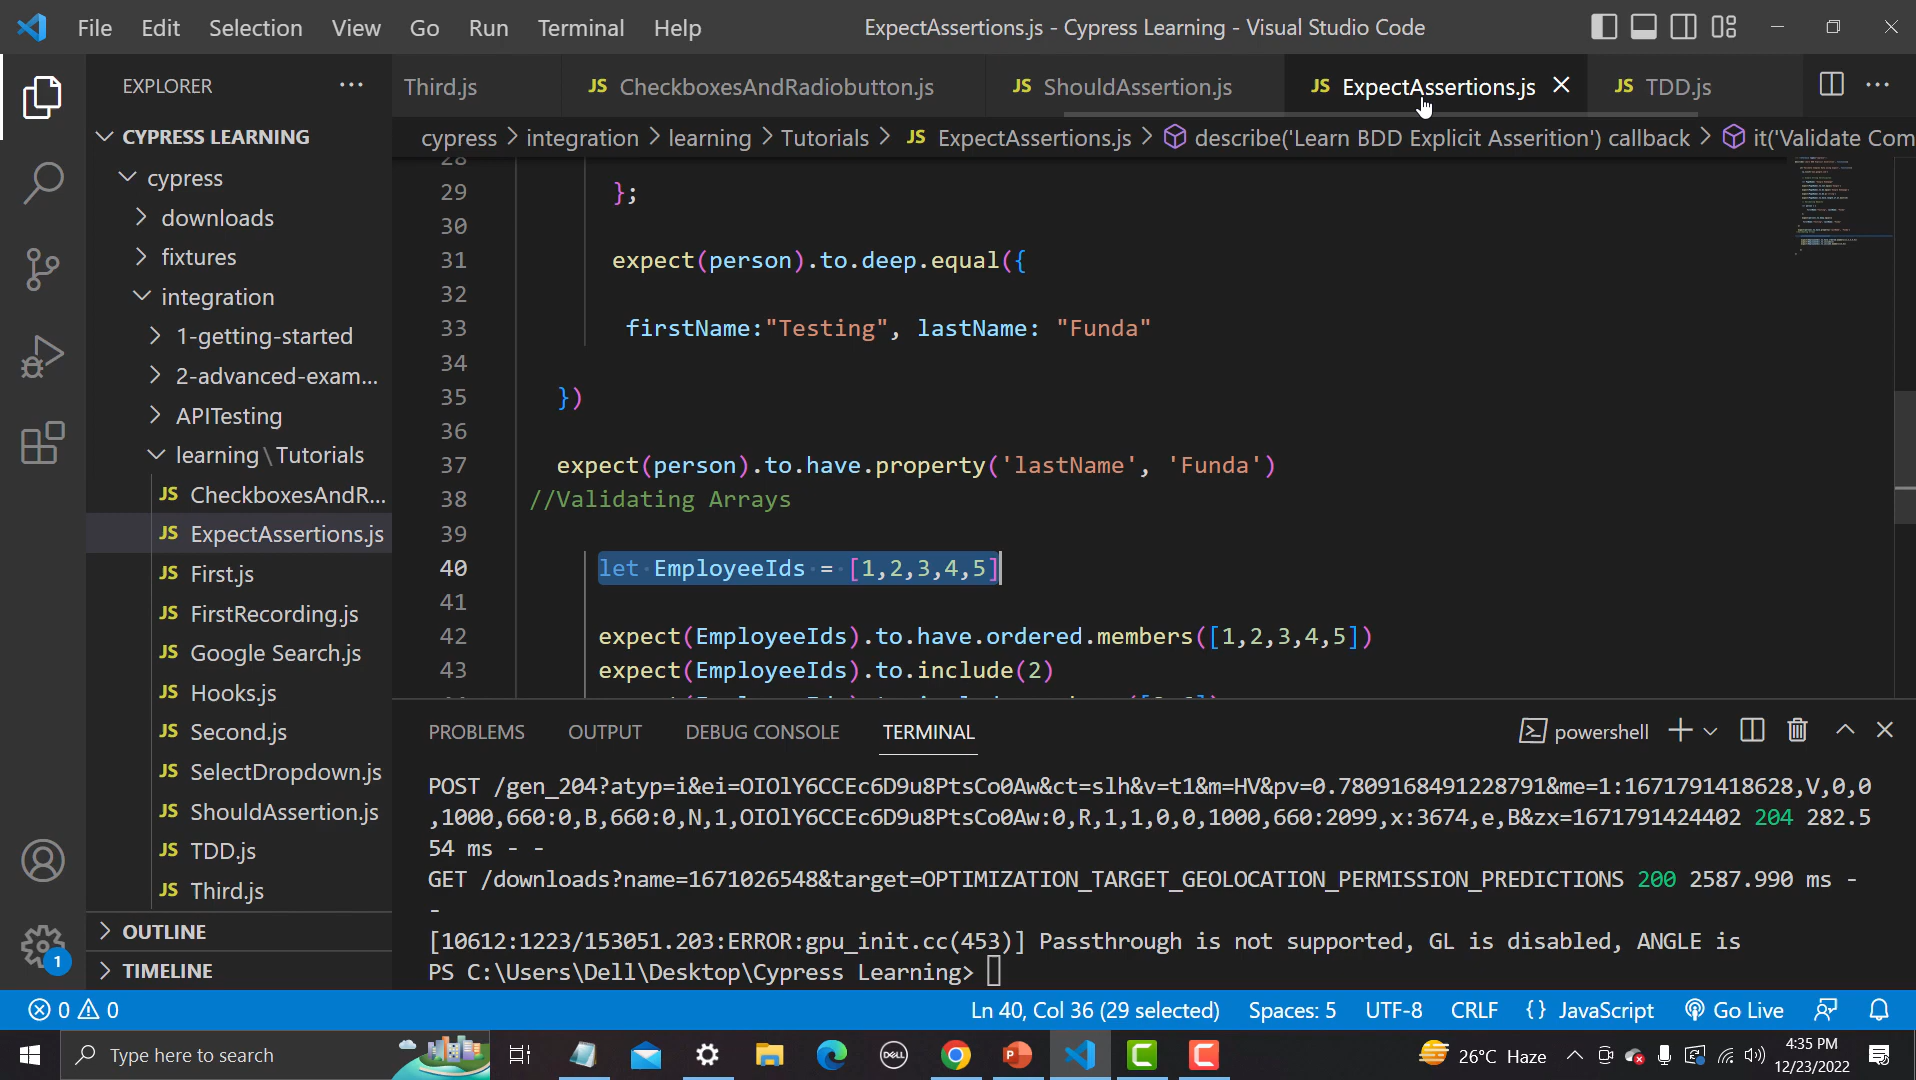 File Edit Selection View Go Run Terminal Help ExpectAssertions.js - Cypress Learning - Visual Studio Code
EXPLORER
Third.js JS CheckboxesAndRadiobutton.js JS ShouldAssertion.js JS ExpectAssertions.js JS TDD.js
cypress > integration > learning > Tutorials > JS ExpectAssertions.js > describe('Learn BDD Explicit Asserition') callback > it('Validate Com
CYPRESS LEARNING
cypress
downloads
fixtures
integration
1-getting-started
2-advanced-exam...
APITesting
learning\Tutorials
JS CheckboxesAndR...
JS ExpectAssertions.js
JS First.js
JS FirstRecording.js
JS Google Search.js
JS Hooks.js
JS Second.js
JS SelectDropdown.js
JS ShouldAssertion.js
JS TDD.js
JS Third.js
OUTLINE
TIMELINE
28
29 };
30
31 expect(person).to.deep.equal({
32
33 firstName:"Testing", lastName: "Funda"
34
35 })
36
37 expect(person).to.have.property('lastName', 'Funda')
38 //Validating Arrays
39
40 let EmployeeIds = [1,2,3,4,5]
41
42 expect(EmployeeIds).to.have.ordered.members([1,2,3,4,5])
43 expect(EmployeeIds).to.include(2)
PROBLEMS OUTPUT DEBUG CONSOLE TERMINAL powershell
POST /gen_204?atyp=i&ei=OIOlY6CCEc6D9u8PtsCo0Aw&ct=slh&v=t1&m=HV&pv=0.7809168491228791&me=1:1671791418628,V,0,0
,1000,660:0,B,660:0,N,1,OIOlY6CCEc6D9u8PtsCo0Aw:0,R,1,1,0,0,1000,660:2099,x:3674,e,B&zx=1671791424402 204 282.5
54 ms - -
GET /downloads?name=1671026548&target=OPTIMIZATION_TARGET_GEOLOCATION_PERMISSION_PREDICTIONS 200 2587.990 ms -
-
[10612:1223/153051.203:ERROR:gpu_init.cc(453)] Passthrough is not supported, GL is disabled, ANGLE is
PS C:\Users\Dell\Desktop\Cypress Learning>
1
0 0 Ln 40, Col 36 (29 selected) Spaces: 5 UTF-8 CRLF {} JavaScript Go Live
Type here to search DELL 26°C Haze 4:35 PM
12/23/2022